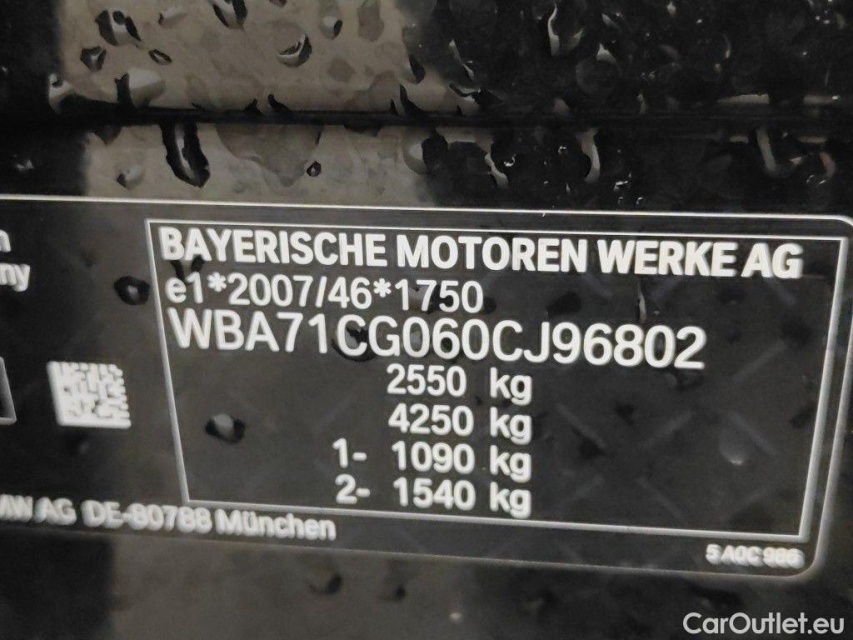 BAYERISCHE MOTOREN WERKE AG
e1*2007/46*1750
WBA71CG060CJ96802
2550 kg
4250 kg
1- 1090 kg
2- 1540 kg
AG DE-80788 München
5 A0C 986
CarOutlet.eu